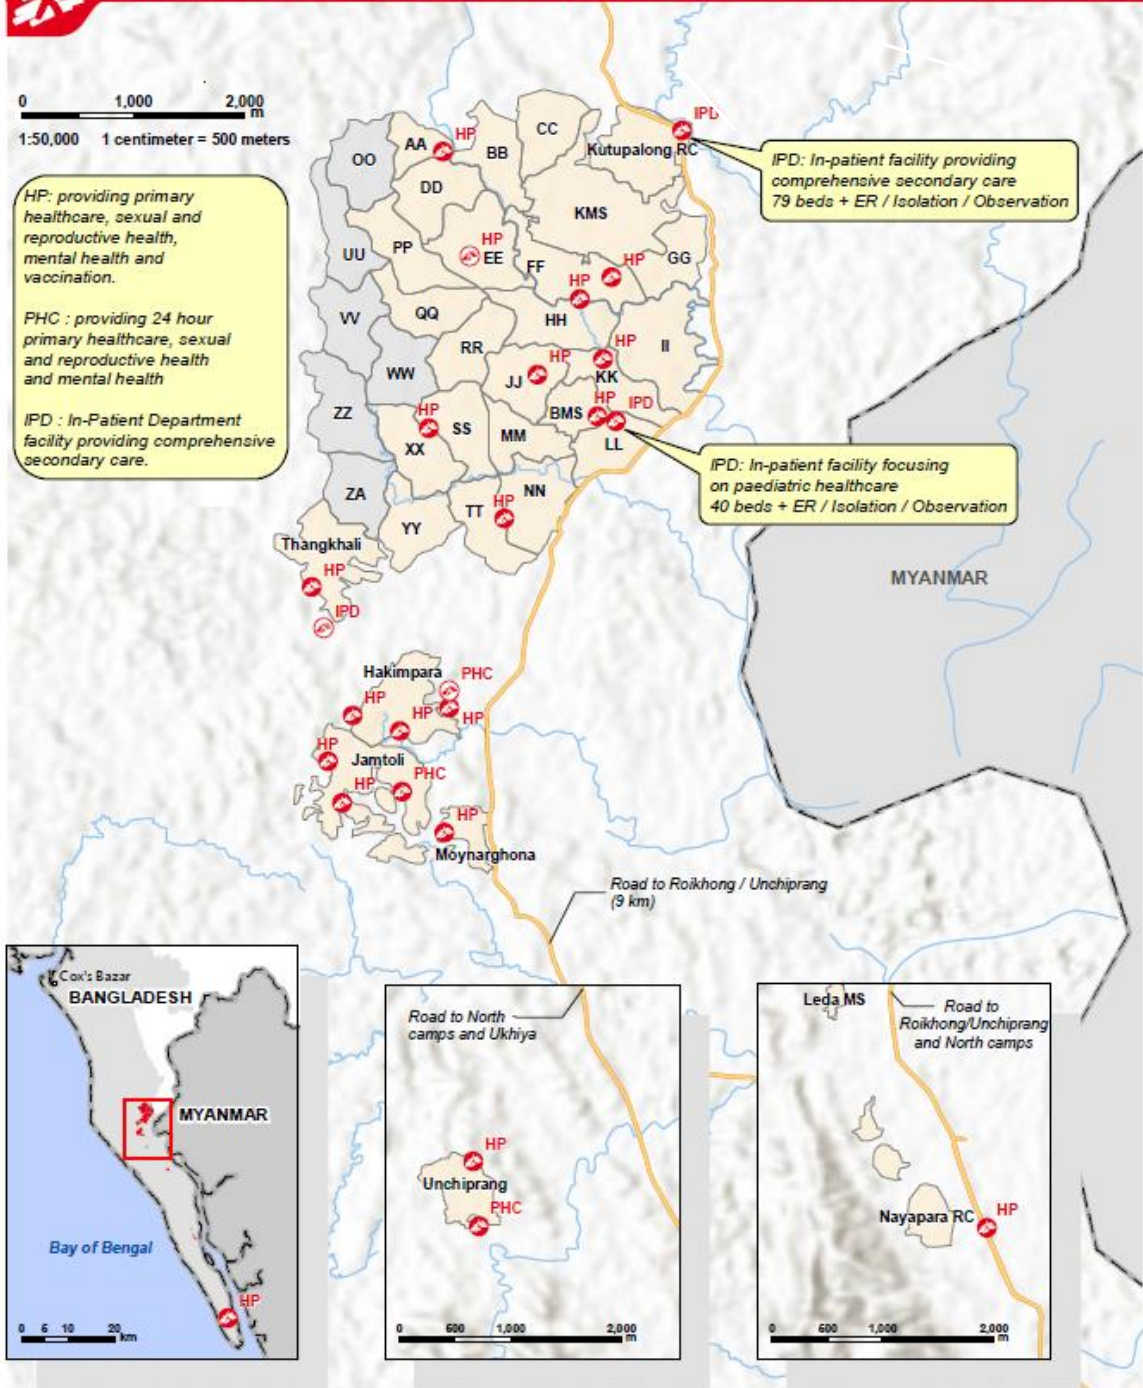 0 1,000 2,000
m
1:50,000 1 centimeter = 500 meters
HP: providing primary
healthcare, sexual and
reproductive health,
mental health and
vaccination.
PHC : providing 24 hour
primary healthcare, sexual
and reproductive health
and mental health
IPD : In-Patient Department
facility providing comprehensive
secondary care.
IPD
Kutupalong RC
IPD: In-patient facility providing
comprehensive secondary care
79 beds + ER / Isolation / Observation
OO
AA
HP
BB
CC
DD
KMS
UU
PP
HP
EE
FF
HP
HP
GG
VV
QQ
HH
II
RR
HP
WW
JJ
HP
KK
ZZ
HP
XX
SS
MM
BMS
HP
IPD
LL
IPD: In-patient facility focusing
on paediatric healthcare
40 beds + ER / Isolation / Observation
ZA
YY
TT
HP
NN
Thangkhali
HP
IPD
MYANMAR
Hakimpara
PHC
HP
HP
HP
HP
Jamtoli
HP
PHC
HP
Moynarghona
Road to Roikhong / Unchiprang
(9 km)
Cox's Bazar
BANGLADESH
MYANMAR
Bay of Bengal
HP
0 5 10 20
km
Road to North
camps and Ukhiya
HP
Unchiprang
PHC
0 500 1,000 2,000
m
Leda MS
Road to
Roikhong/Unchiprang
and North camps
Nayapara RC
HP
0 500 1,000 2,000
m